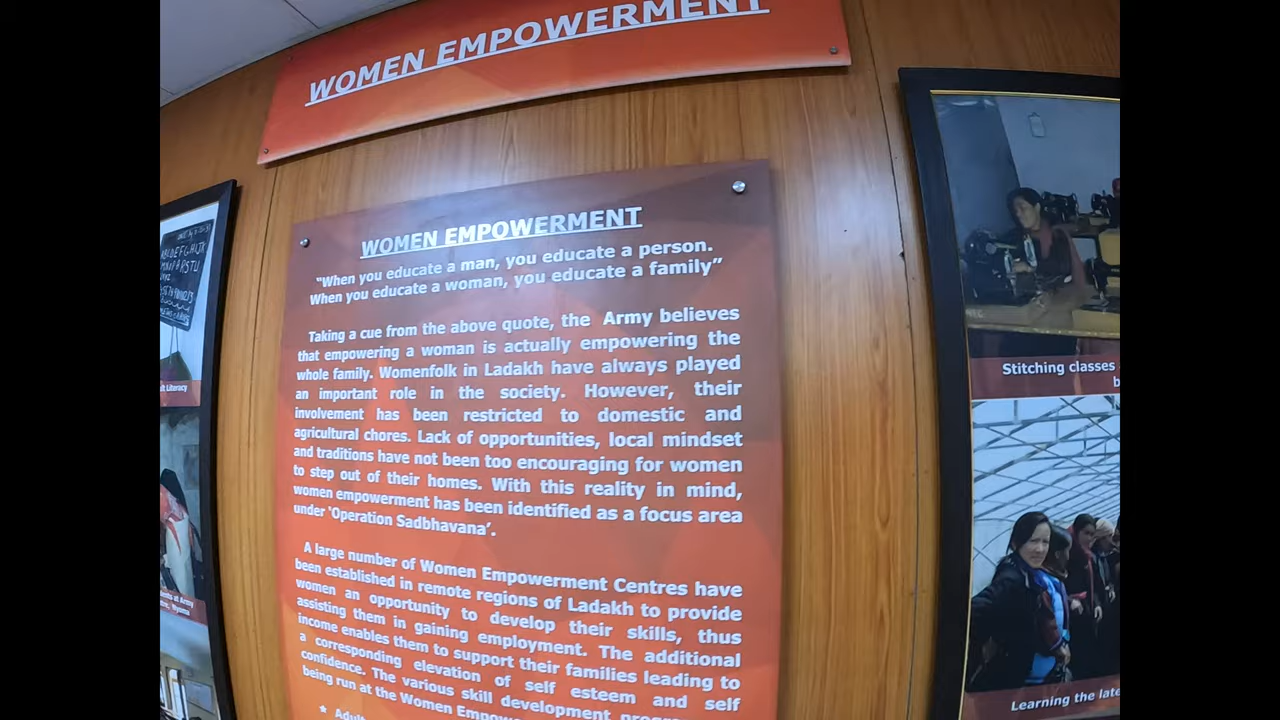 WOMEN EMPOWERMENT
WOMEN EMPOWERMENT
"When you educate a man, you educate a person.
When you educate a woman, you educate a family"
Taking a cue from the above quote, the Army believes
that empowering a woman is actually empowering the
whole family. Womenfolk in Ladakh have always played
an important role in the society. However, their
involvement has been restricted to domestic and
agricultural chores. Lack of opportunities, local mindset
and traditions have not been too encouraging for women
to step out of their homes. With this reality in mind,
women empowerment has been identified as a focus area
under 'Operation Sadbhavana'.
A large number of Women Empowerment Centres have
been established in remote regions of Ladakh to provide
women an opportunity to develop their skills, thus
assisting them in gaining employment. The additional
income enables them to support their families leading to
a corresponding elevation of self esteem and self
confidence. The various skill development
being run at the Women
Stitching classes
Learning the
Literacy
at Army